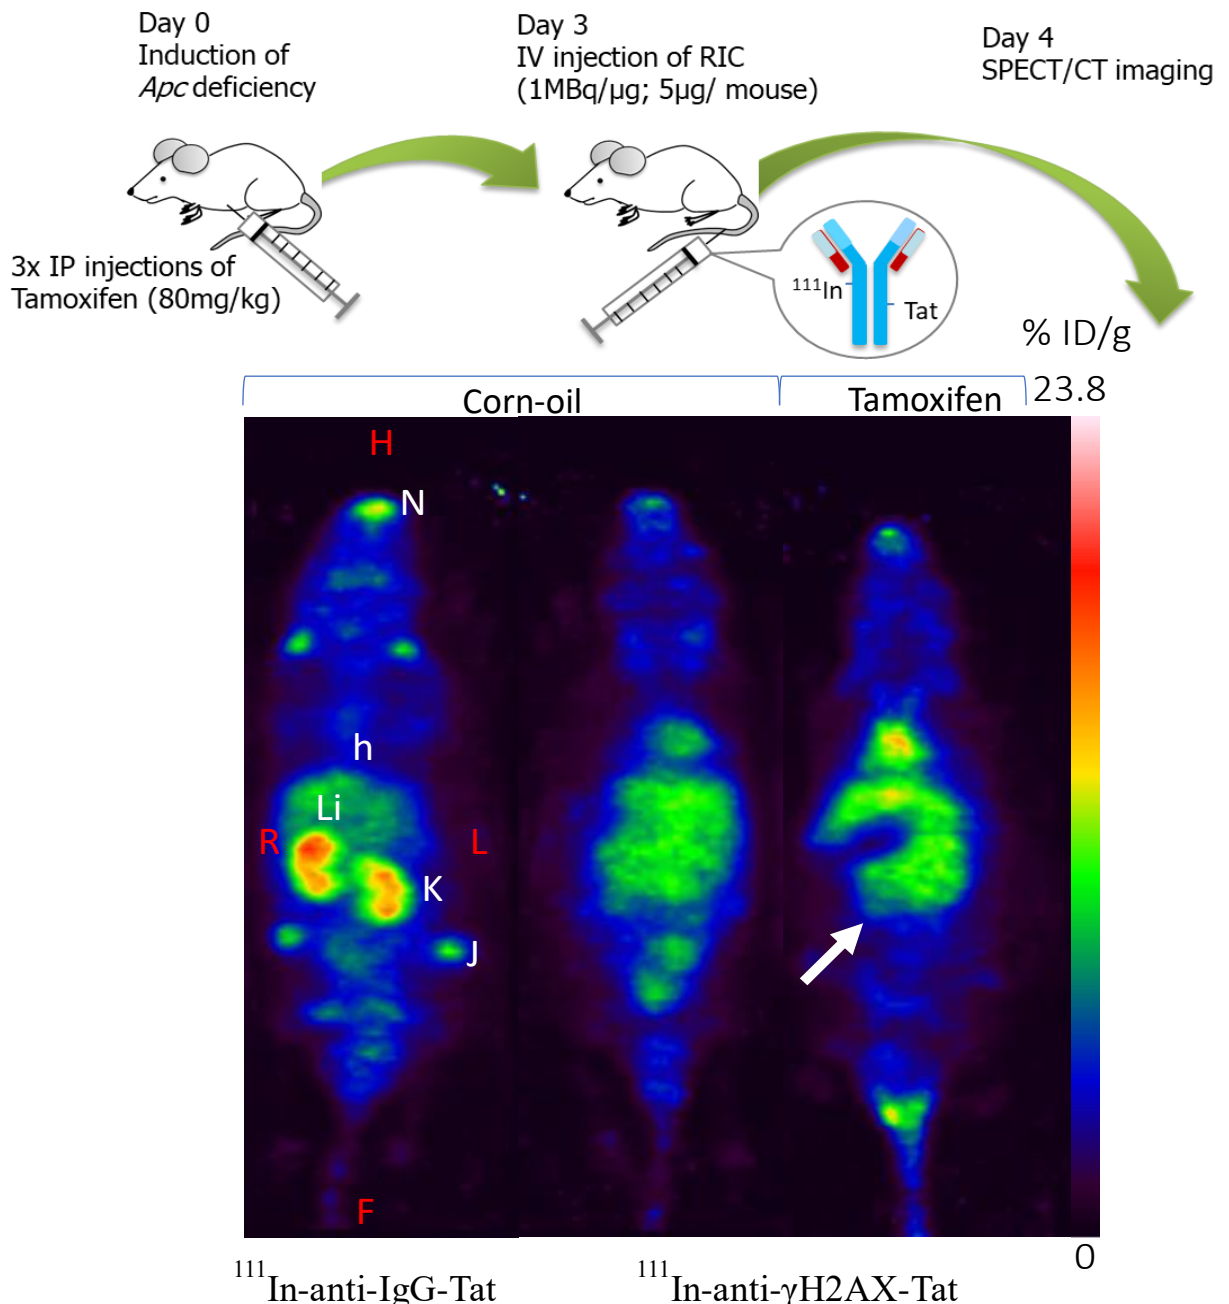 Day 0
Induction of
Apc deficiency
Day 3
IV injection of RIC
(1MBq/µg; 5µg/ mouse)
Day 4
SPECT/CT imaging
3x IP injections of
Tamoxifen (80mg/kg)
¹¹¹In
Tat
% ID/g
23.8
Corn-oil
Tamoxifen
H
N
h
Li
R
L
K
J
F
0
¹¹¹In-anti-IgG-Tat
¹¹¹In-anti-γH2AX-Tat